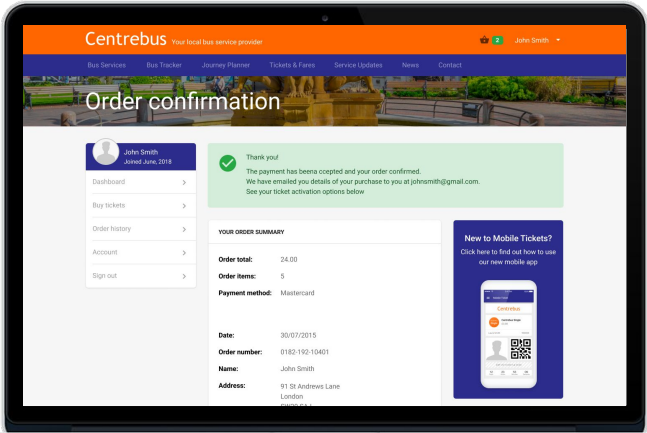 Centrebus Your local bus service provider
2 John Smith
Bus Services Bus Tracker Journey Planner Tickets & Fares Service Updates News Contact
Order confirmation
John Smith
Joined June, 2018
Dashboard
Buy tickets
Order history
Account
Sign out
Thank you!
The payment has beena ccepted and your order confirmed.
We have emailed you details of your purchase to you at johnsmith@gmail.com.
See your ticket activation options below
YOUR ORDER SUMMARY
Order total: 24.00
Order items: 5
Payment method: Mastercard
Date: 30/07/2015
Order number: 0182-192-10401
Name: John Smith
Address: 91 St Andrews Lane
London
New to Mobile Tickets?
Click here to find out how to use
our new mobile app
Centrebus